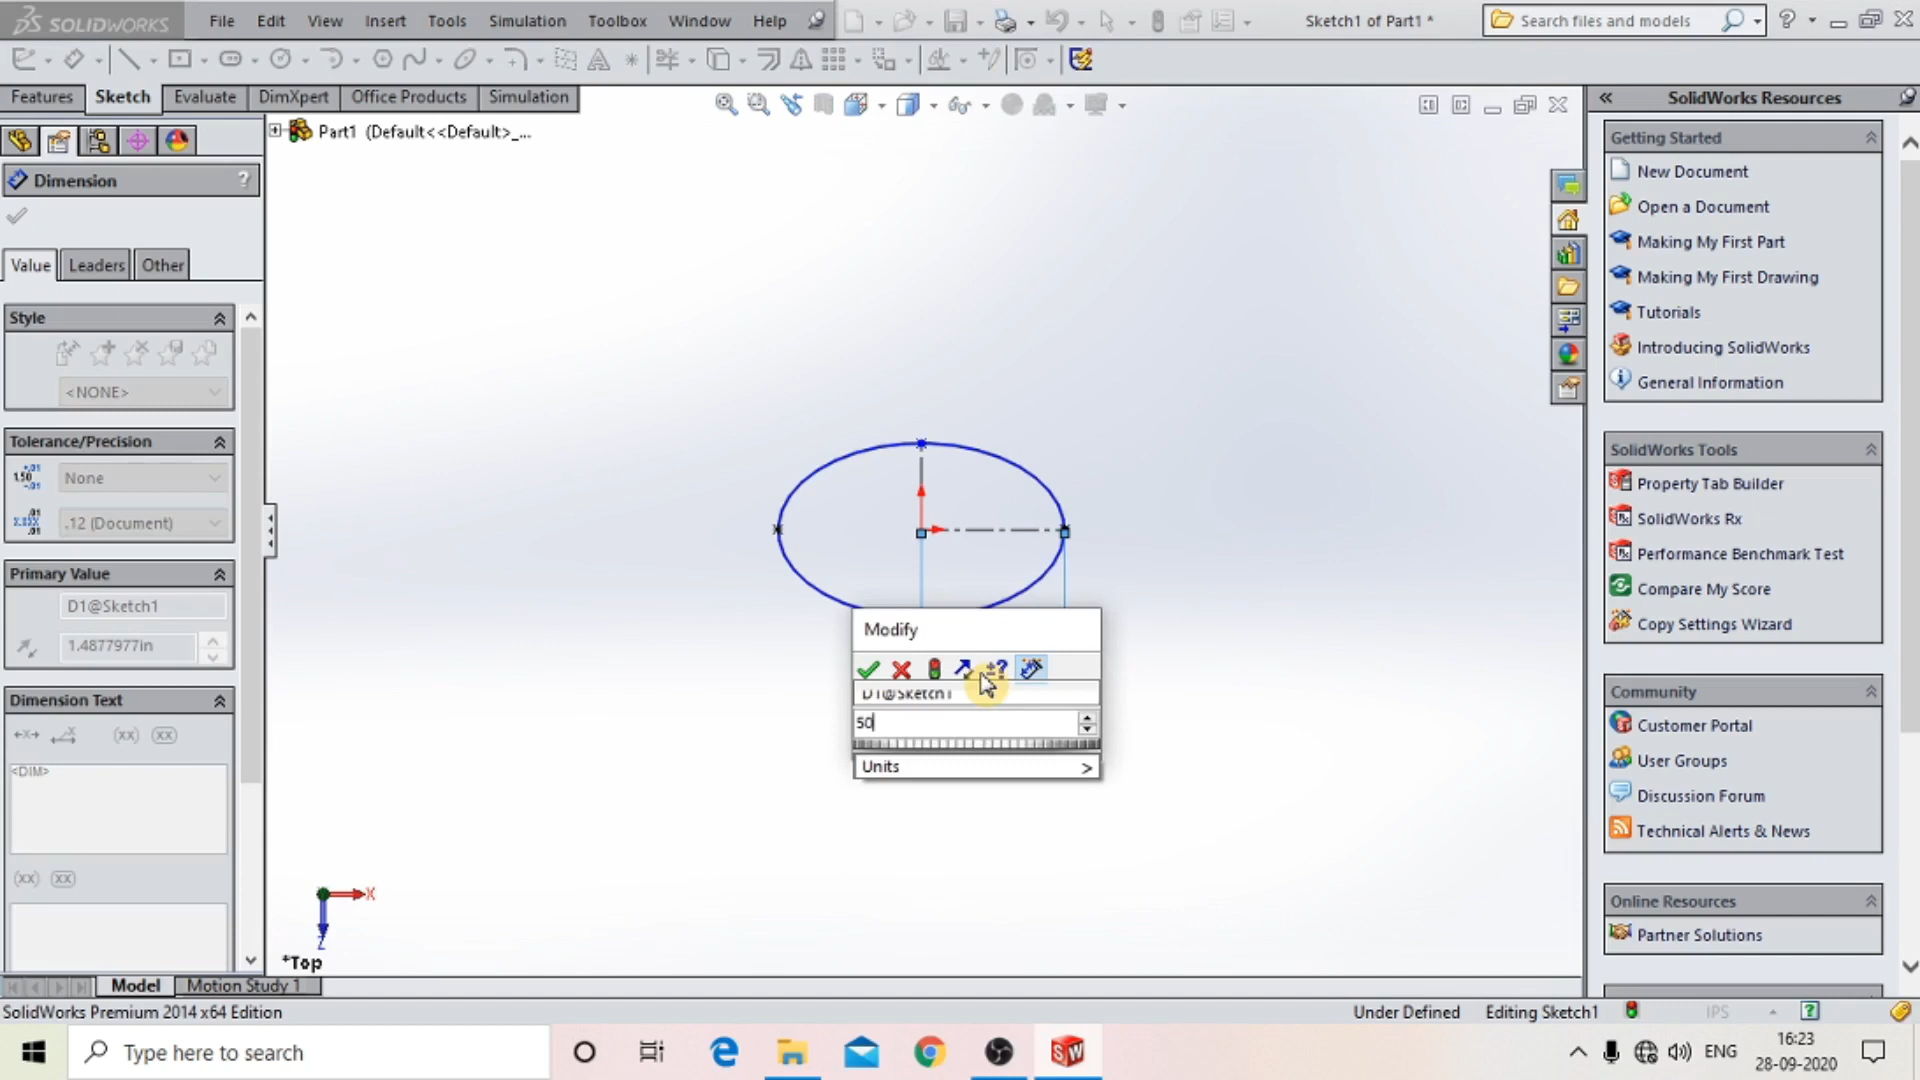 SOLIDWORKS File Edit View Insert Tools Simulation Toolbox Window Help Sketch1 of Part1 * Search files and models
Features Sketch Evaluate DimXpert Office Products Simulation
Part1 (Default<<Default>_...
Dimension ?
Value Leaders Other
Style
<NONE>
Tolerance/Precision
None
.12 (Document)
Primary Value
D1@Sketch1
1.4877977in
Dimension Text
<DIM>
Modify
D1@Sketch1
50
Units >
X
Z
*Top
SolidWorks Resources
Getting Started
New Document
Open a Document
Making My First Part
Making My First Drawing
Tutorials
Introducing SolidWorks
General Information
SolidWorks Tools
Property Tab Builder
SolidWorks Rx
Performance Benchmark Test
Compare My Score
Copy Settings Wizard
Community
Customer Portal
User Groups
Discussion Forum
Technical Alerts & News
Online Resources
Partner Solutions
Model Motion Study 1
SolidWorks Premium 2014 x64 Edition Under Defined Editing Sketch1 IPS
Type here to search ENG 16:23
28-09-2020